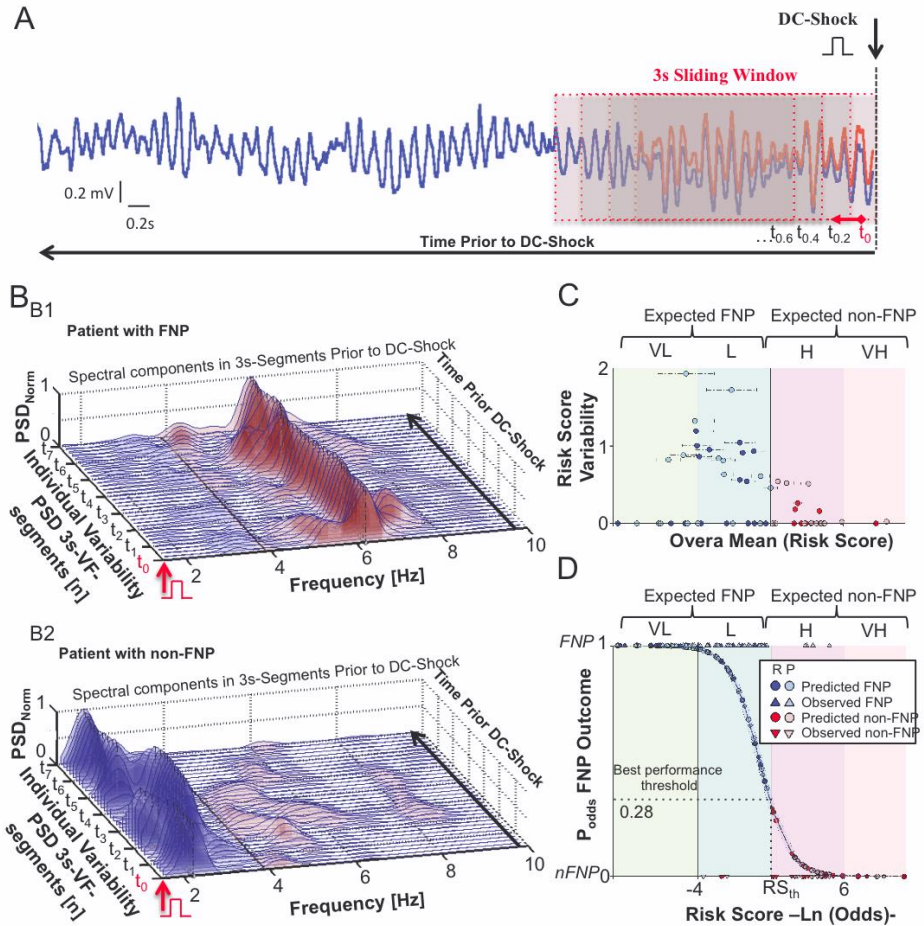 A
DC-Shock
3s Sliding Window
0.2 mV
0.2s
...t0.6 t0.4 t0.2 t0
Time Prior to DC-Shock
B B1
Patient with FNP
Spectral components in 3s-Segments Prior to DC-Shock
Time Prior DC-Shock
PSDNorm
1
0
t7 t6 t5 t4 t3 t2 t1 t0
Individual Variability
PSD 3s-VF-
segments [n]
2 4 6 8 10
Frequency [Hz]
B2
Patient with non-FNP
Spectral components in 3s-Segments Prior to DC-Shock
Time Prior DC-Shock
PSDNorm
1
0
t7 t6 t5 t4 t3 t2 t1 t0
Individual Variability
PSD 3s-VF-
segments [n]
2 4 6 8 10
Frequency [Hz]
C
Expected FNP Expected non-FNP
VL L H VH
Risk Score
Variability
2
1
0
Overa Mean (Risk Score)
D
Expected FNP Expected non-FNP
VL L H VH
FNP 1
R P
Predicted FNP
Observed FNP
Predicted non-FNP
Observed non-FNP
Podds FNP Outcome
Best performance
threshold
0.28
nFNP 0
-4 RSth 6
Risk Score –Ln (Odds)-